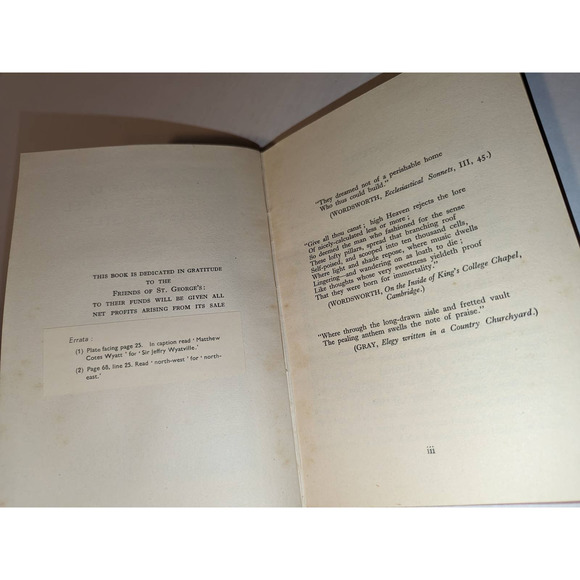 THIS BOOK IS DEDICATED IN GRATITUDE
TO THE
FRIENDS OF ST. GEORGE'S;
TO THEIR FUNDS WILL BE GIVEN ALL
NET PROFITS ARISING FROM ITS SALE
Errata:
(1) Plate facing page 25. In caption read 'Matthew
Cotes Wyatt' for 'Sir Jeffry Wyatville.'
(2) Page 68, line 25. Read 'north-west' for 'north-
east.'
"They dreamed not of a perishable home
Who thus could build."
(WORDSWORTH, Ecclesiastical Sonnets, III, 45.)
"Give all thou canst; high Heaven rejects the lore
Of nicely-calculated less or more;
So deemed the man who fashioned for the sense
These lofty pillars, spread that branching roof
Self-poised, and scooped into ten thousand cells,
Where light and shade repose, where music dwells
Lingering—and wandering on as loath to die;
Like thoughts whose very sweetness yieldeth proof
That they were born for immortality."
(WORDSWORTH, On the Inside of King's College Chapel,
Cambridge.)
"Where through the long-drawn aisle and fretted vault
The pealing anthem swells the note of praise."
(GRAY, Elegy written in a Country Churchyard.)
iii